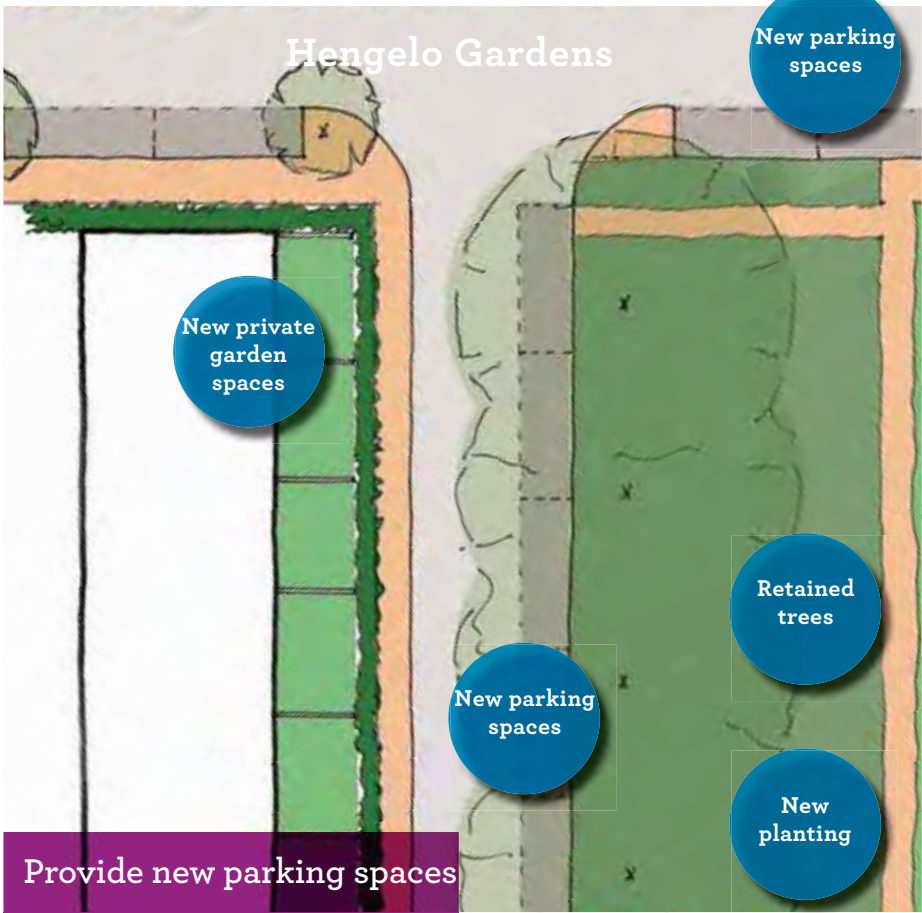 Hengelo Gardens
New parking
spaces
New private
garden
spaces
Retained
trees
New parking
spaces
New
planting
Provide new parking spaces